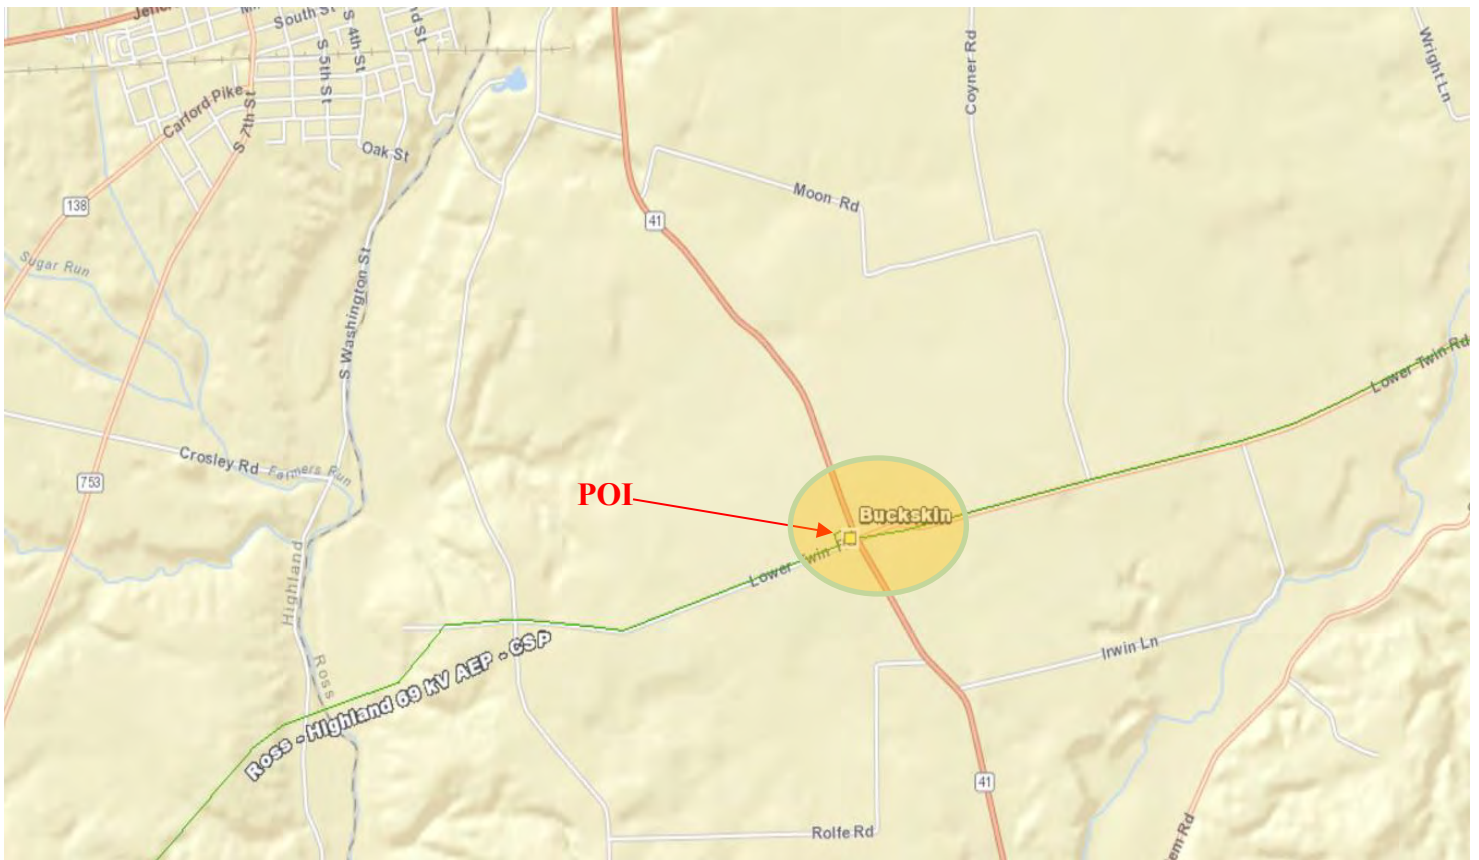 South St
S 4th St
S 5th St
Carford Pike
S 7th St
Oak St
138
Sugar Run
S Washington St
41
Moon Rd
Coyner Rd
Wright Ln
Lower Twin Rd
Crosley Rd
Farmers Run
753
POI
Buckskin
Lower Twin
Highland
Ross
Ross - Highland 69 kV AEP - CSP
Irwin Ln
41
Rolfe Rd